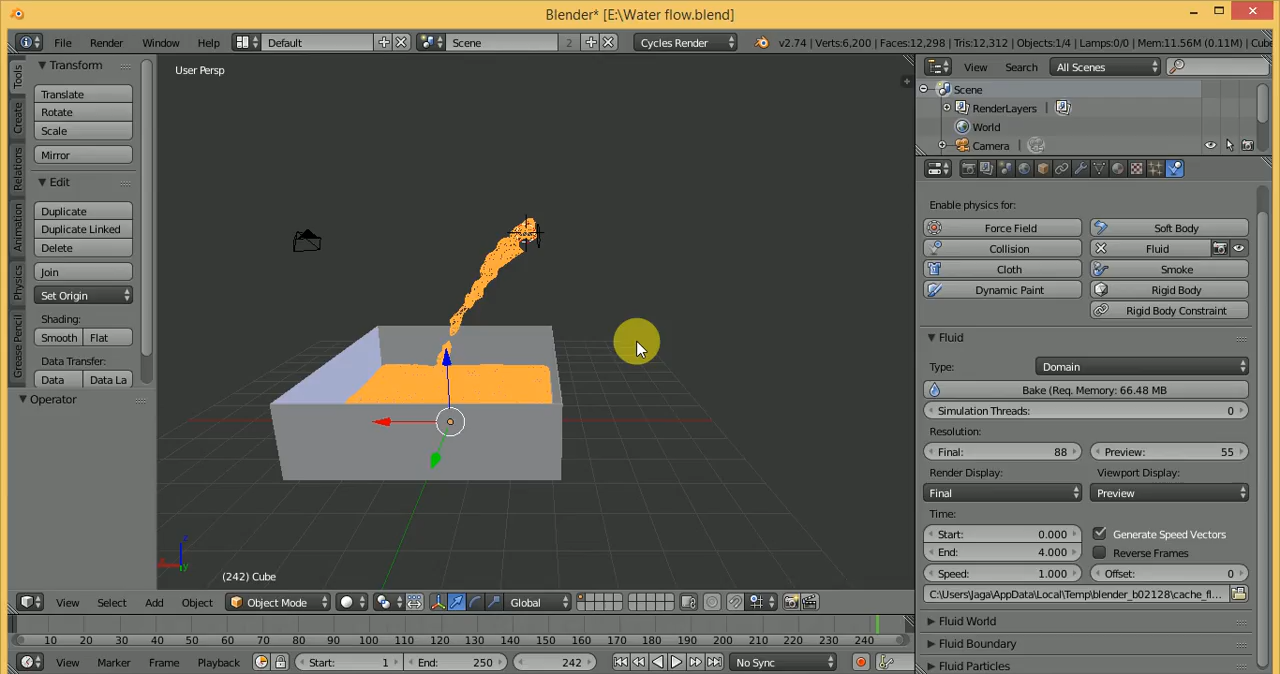 Blender* [E:\Water flow.blend]
File Render Window Help Default Scene 2 Cycles Render v2.74 | Verts:6,200 | Faces:12,298 | Tris:12,312 | Objects:1/4 | Lamps:0/0 | Mem:11.56M (0.11M) | Cube
Tools
Create
Relations
Animation
Physics
Grease Pencil
Transform
Translate
Rotate
Scale
Mirror
Edit
Duplicate
Duplicate Linked
Delete
Join
Set Origin
Shading:
Smooth Flat
Data Transfer:
Data Data La
Operator
User Persp
(242) Cube
z
y
View Select Add Object Object Mode Global
10 20 30 40 50 60 70 80 90 100 110 120 130 140 150 160 170 180 190 200 210 220 230 240
View Marker Frame Playback Start: 1 End: 250 242 No Sync
View Search All Scenes
Scene
RenderLayers |
World
Camera |
Enable physics for:
Force Field Soft Body
Collision Fluid
Cloth Smoke
Dynamic Paint Rigid Body
Rigid Body Constraint
Fluid
Type: Domain
Bake (Req. Memory: 66.48 MB
Simulation Threads: 0
Resolution:
Final: 88 Preview: 55
Render Display: Viewport Display:
Final Preview
Time:
Start: 0.000 Generate Speed Vectors
End: 4.000 Reverse Frames
Speed: 1.000 Offset: 0
C:\Users\Jaga\AppData\Local\Temp\blender_b02128\cache_fl...
Fluid World
Fluid Boundary
Fluid Particles